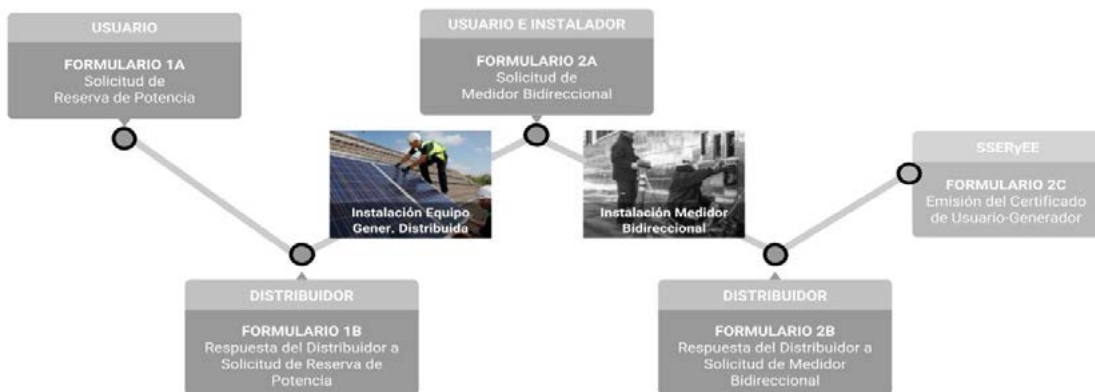 USUARIO
FORMULARIO 1A
Solicitud de
Reserva de Potencia
DISTRIBUIDOR
FORMULARIO 1B
Respuesta del Distribuidor a
Solicitud de Reserva de
Potencia
Instalación Equipo
Gener. Distribuida
USUARIO E INSTALADOR
FORMULARIO 2A
Solicitud de
Medidor Bidireccional
Instalación Medidor
Bidireccional
DISTRIBUIDOR
FORMULARIO 2B
Respuesta del Distribuidor a
Solicitud de Medidor
Bidireccional
SSERyEE
FORMULARIO 2C
Emisión del Certificado
de Usuario-Generador